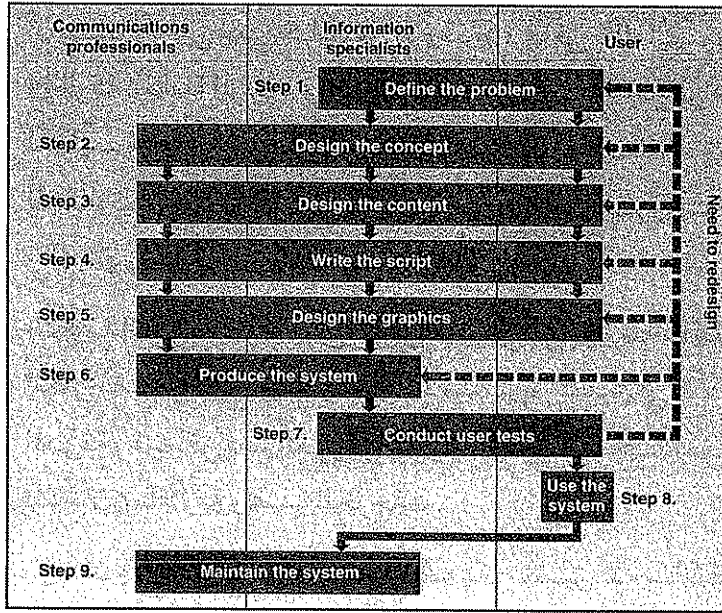 Communications
professionals
Information
specialists
User
Step 1.
Define the problem
Step 2.
Design the concept
Step 3.
Design the content
Step 4.
Write the script
Step 5.
Design the graphics
Step 6.
Produce the system
Step 7.
Conduct user tests
Use the
system
Step 8.
Step 9.
Maintain the system
Need to redesign